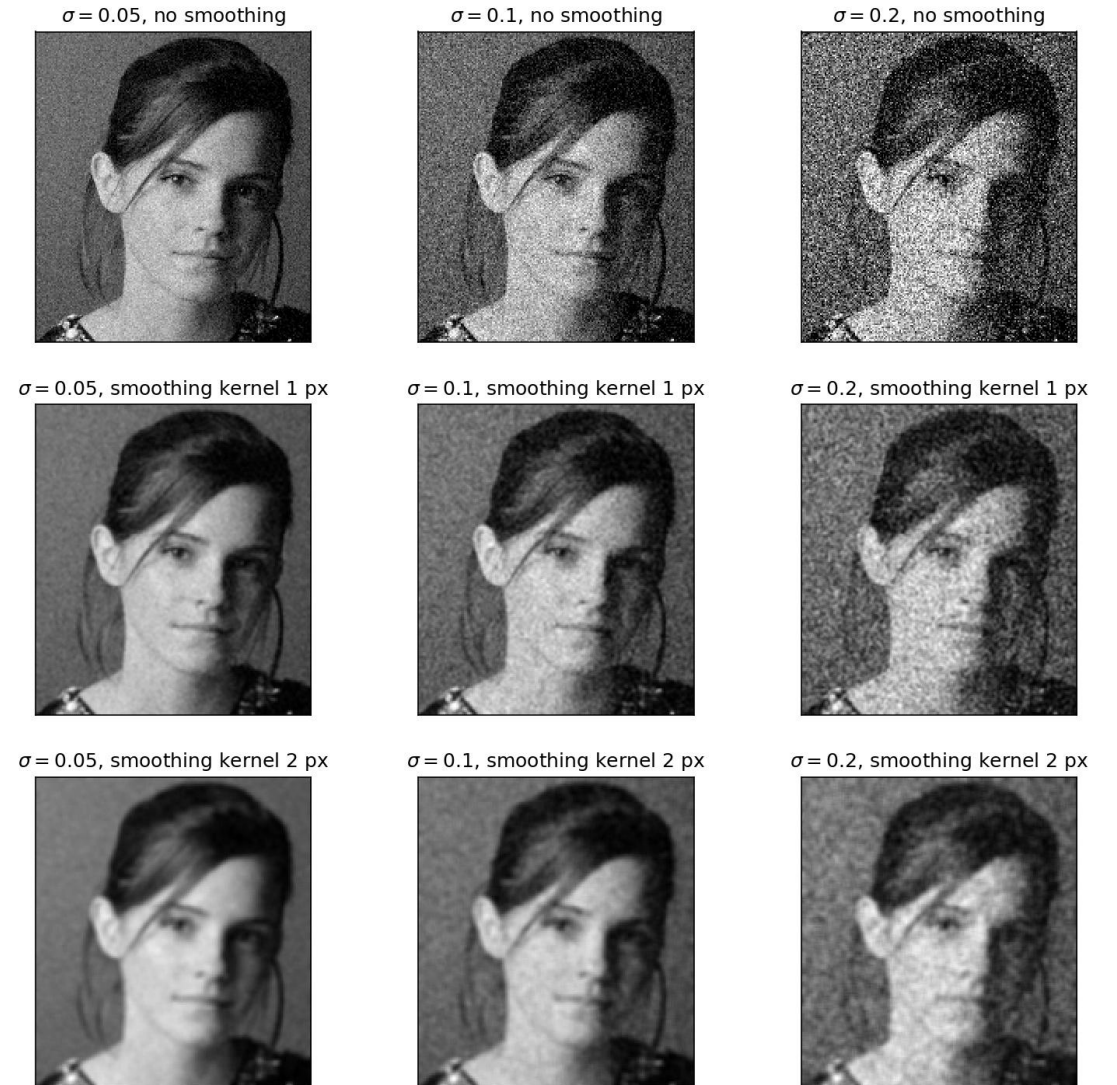 σ = 0.05, no smoothing
σ = 0.1, no smoothing
σ = 0.2, no smoothing
σ = 0.05, smoothing kernel 1 px
σ = 0.1, smoothing kernel 1 px
σ = 0.2, smoothing kernel 1 px
σ = 0.05, smoothing kernel 2 px
σ = 0.1, smoothing kernel 2 px
σ = 0.2, smoothing kernel 2 px